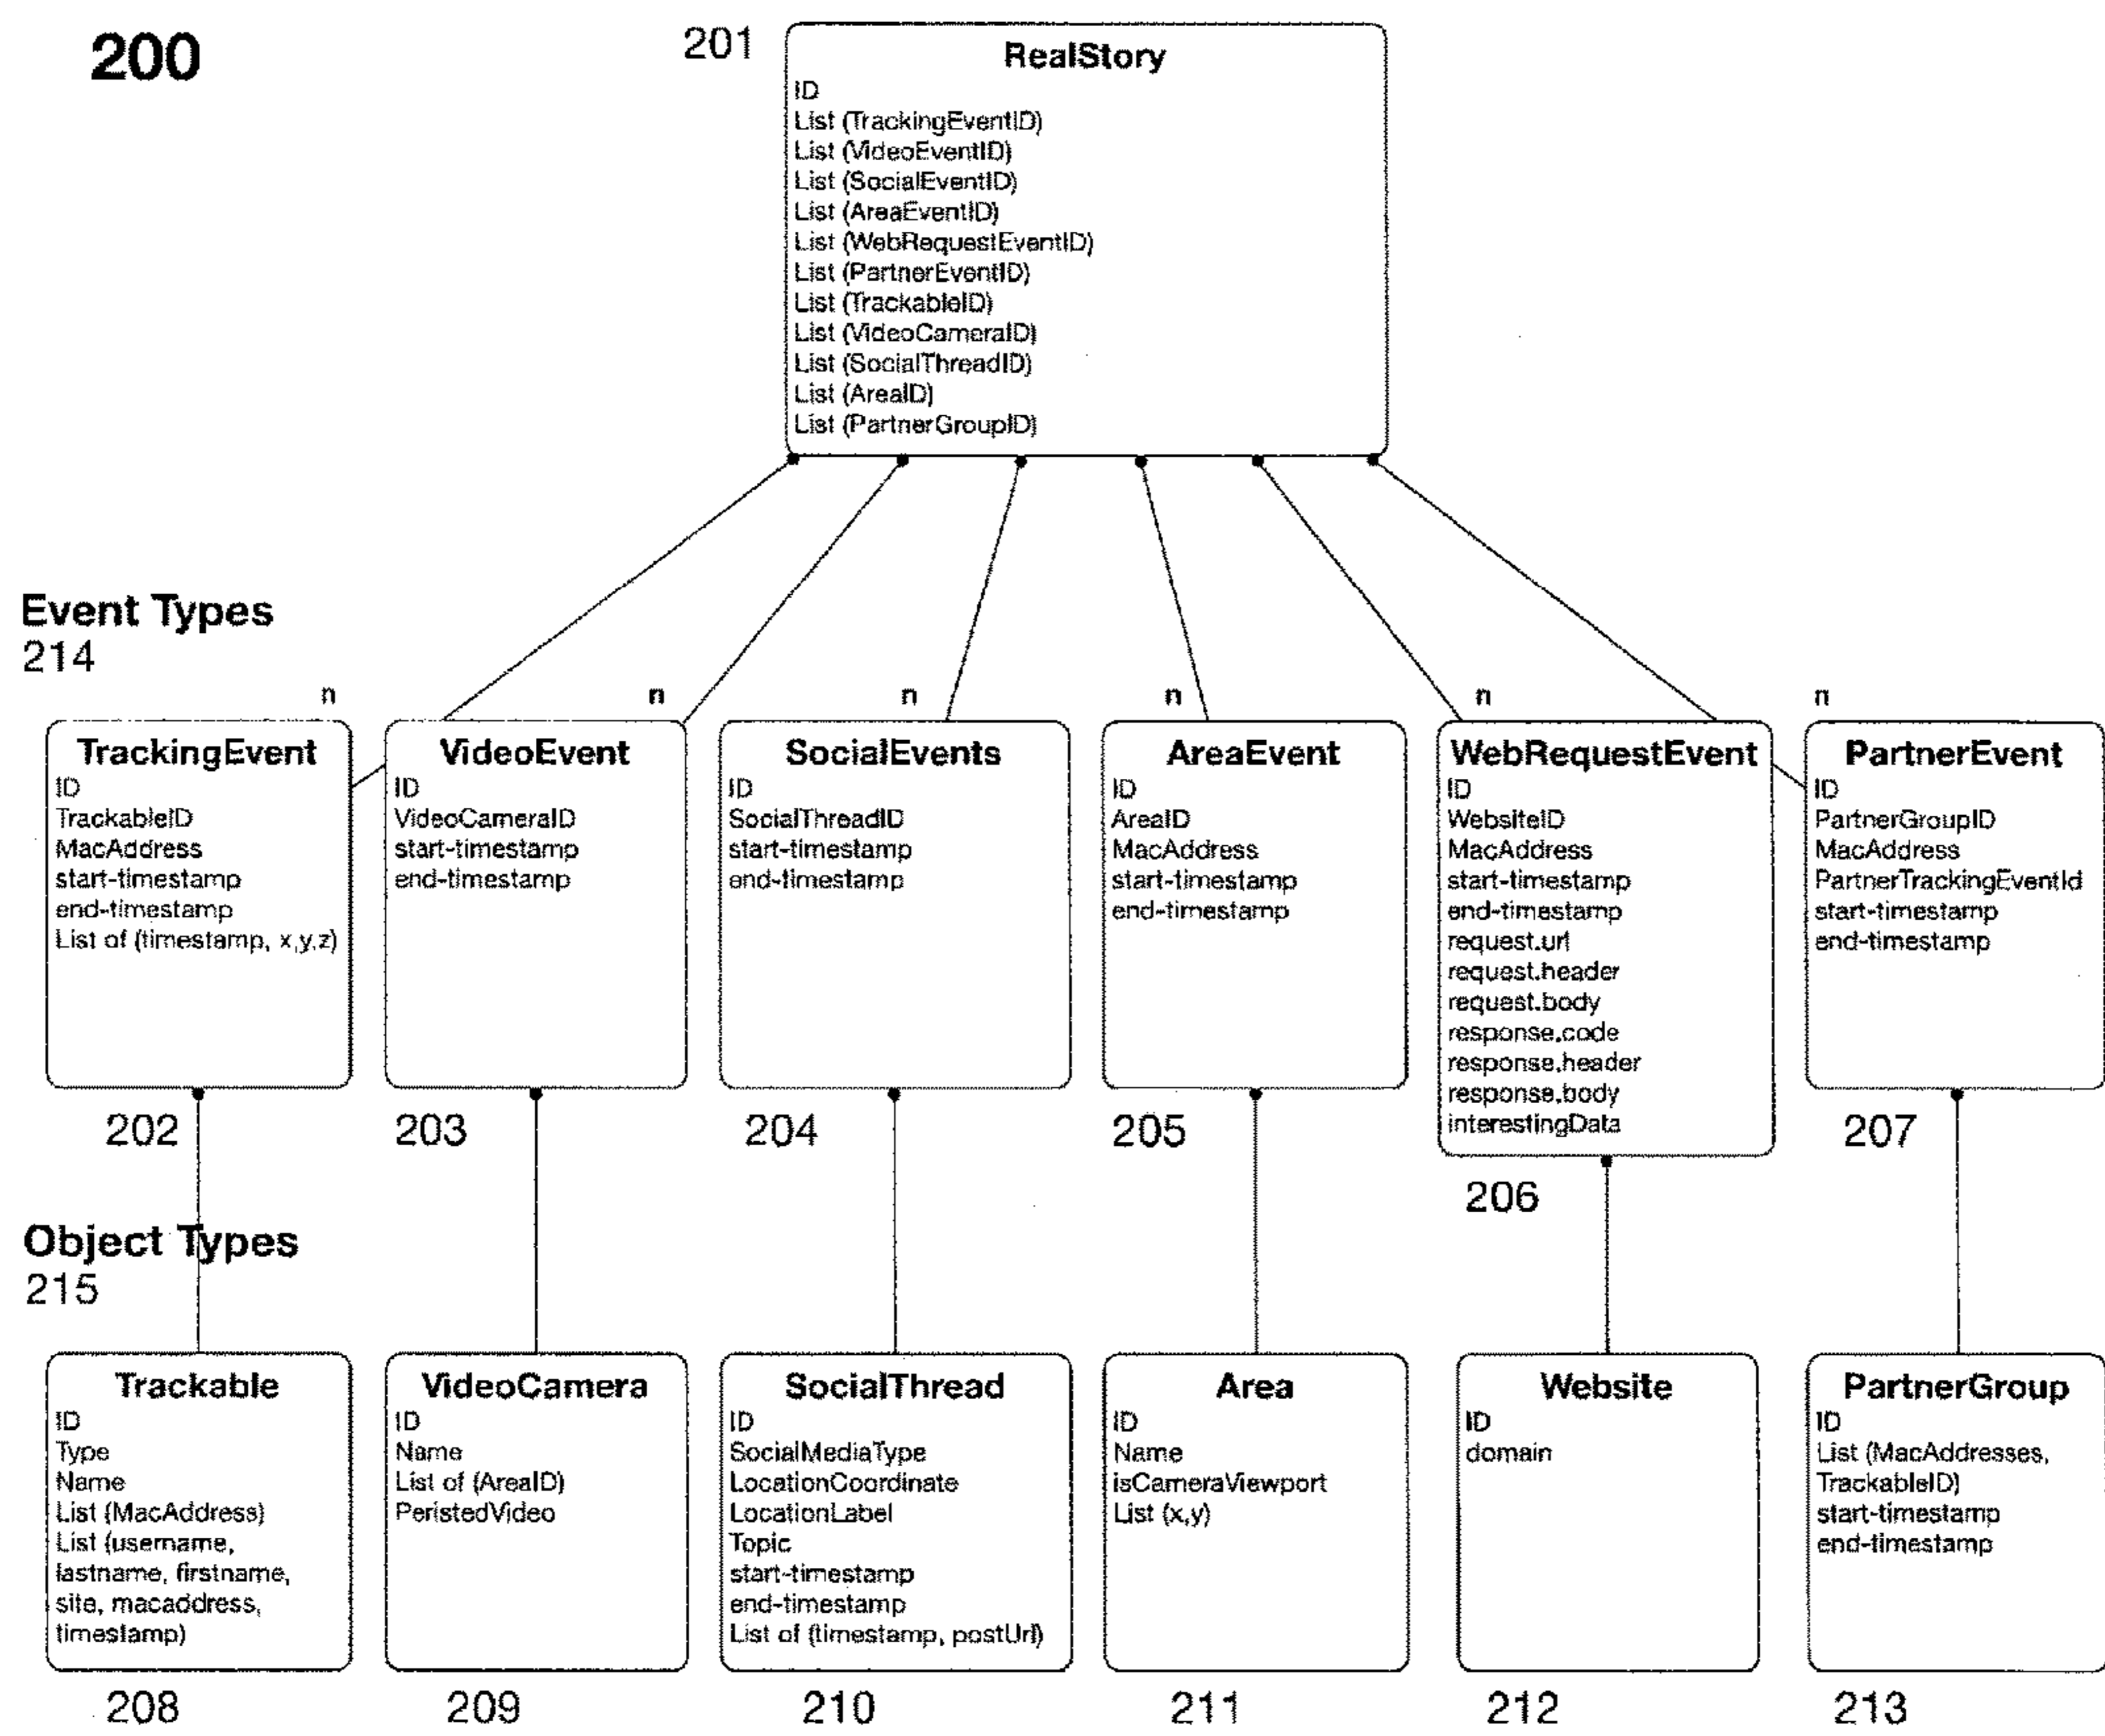 200
201
RealStory
ID
List (TrackingEventID)
List (VideoEventID)
List (SocialEventID)
List (AreaEventID)
List (WebRequestEventID)
List (PartnerEventID)
List (TrackableID)
List (VideoCameraID)
List (SocialThreadID)
List (AreaID)
List (PartnerGroupID)
Event Types
214
n
TrackingEvent
ID
TrackableID
MacAddress
start-timestamp
end-timestamp
List of (timestamp, x,y,z)
202
n
VideoEvent
ID
VideoCameraID
start-timestamp
end-timestamp
203
n
SocialEvents
ID
SocialThreadID
start-timestamp
end-timestamp
204
n
AreaEvent
ID
AreaID
MacAddress
start-timestamp
end-timestamp
205
n
WebRequestEvent
ID
WebsiteID
MacAddress
start-timestamp
end-timestamp
request.url
request.header
request.body
response.code
response.header
response.body
interestingData
206
n
PartnerEvent
ID
PartnerGroupID
MacAddress
PartnerTrackingEventId
start-timestamp
end-timestamp
207
Object Types
215
Trackable
ID
Type
Name
List (MacAddress)
List (username,
lastname, firstname,
site, macaddress,
timestamp)
208
VideoCamera
ID
Name
List of (AreaID)
PeristedVideo
209
SocialThread
ID
SocialMediaType
LocationCoordinate
LocationLabel
Topic
start-timestamp
end-timestamp
List of (timestamp, postUrl)
210
Area
ID
Name
isCameraViewport
List (x,y)
211
Website
ID
domain
212
PartnerGroup
ID
List (MacAddresses,
TrackableID)
start-timestamp
end-timestamp
213